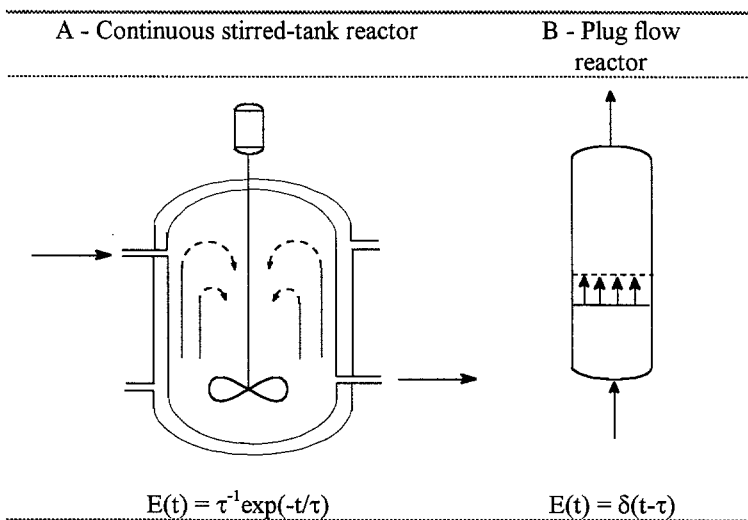 A - Continuous stirred-tank reactor
B - Plug flow
reactor
E(t) = τ⁻¹exp(-t/τ)
E(t) = δ(t-τ)